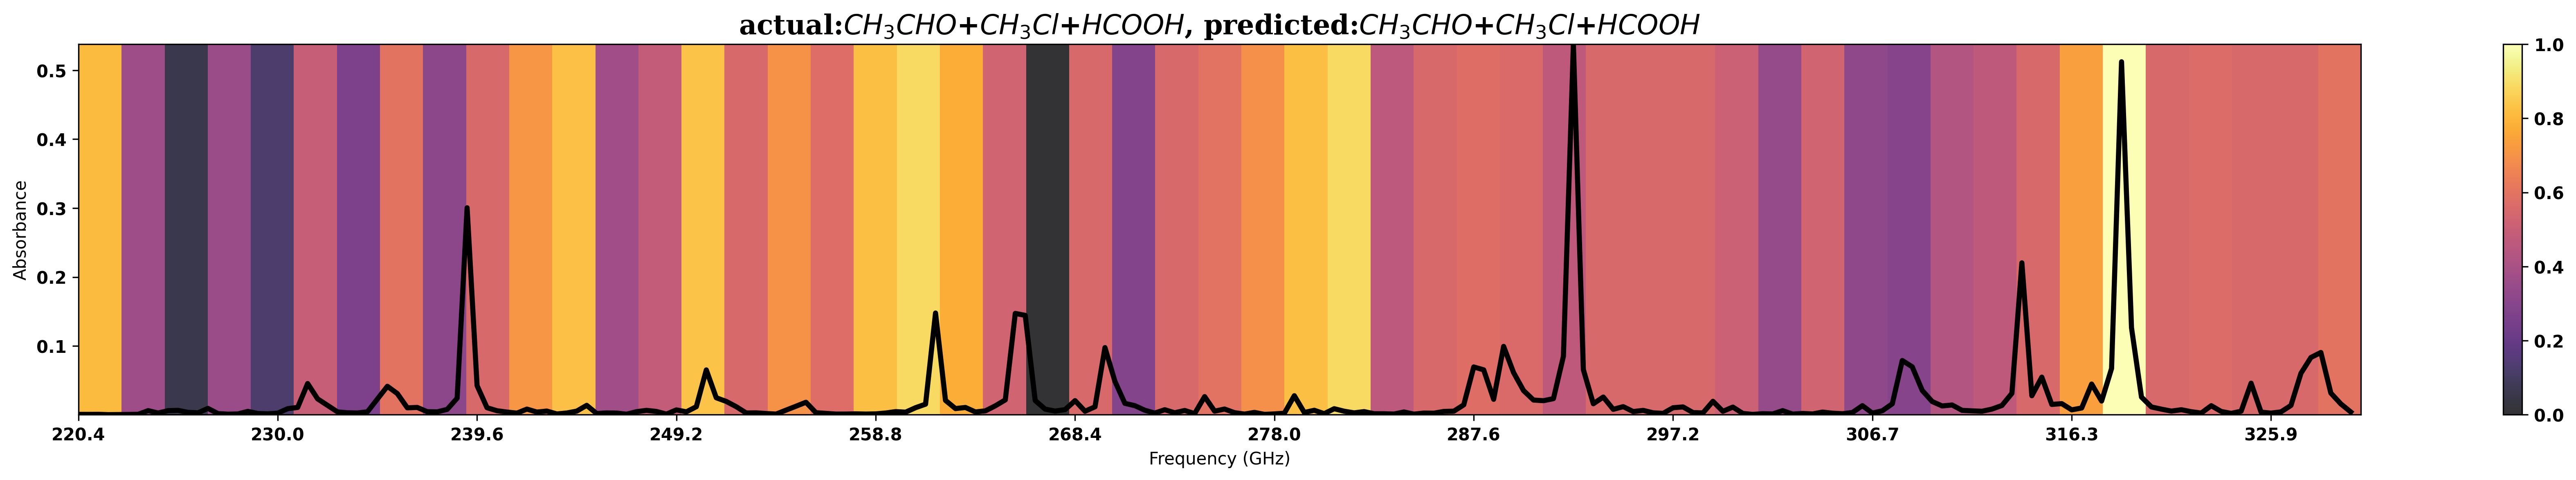 actual:CH₃CHO+CH₃Cl+HCOOH, predicted:CH₃CHO+CH₃Cl+HCOOH
0.5
0.4
0.3
0.2
0.1
Absorbance
220.4 230.0 239.6 249.2 258.8 268.4 278.0 287.6 297.2 306.7 316.3 325.9
Frequency (GHz)
1.0
0.8
0.6
0.4
0.2
0.0